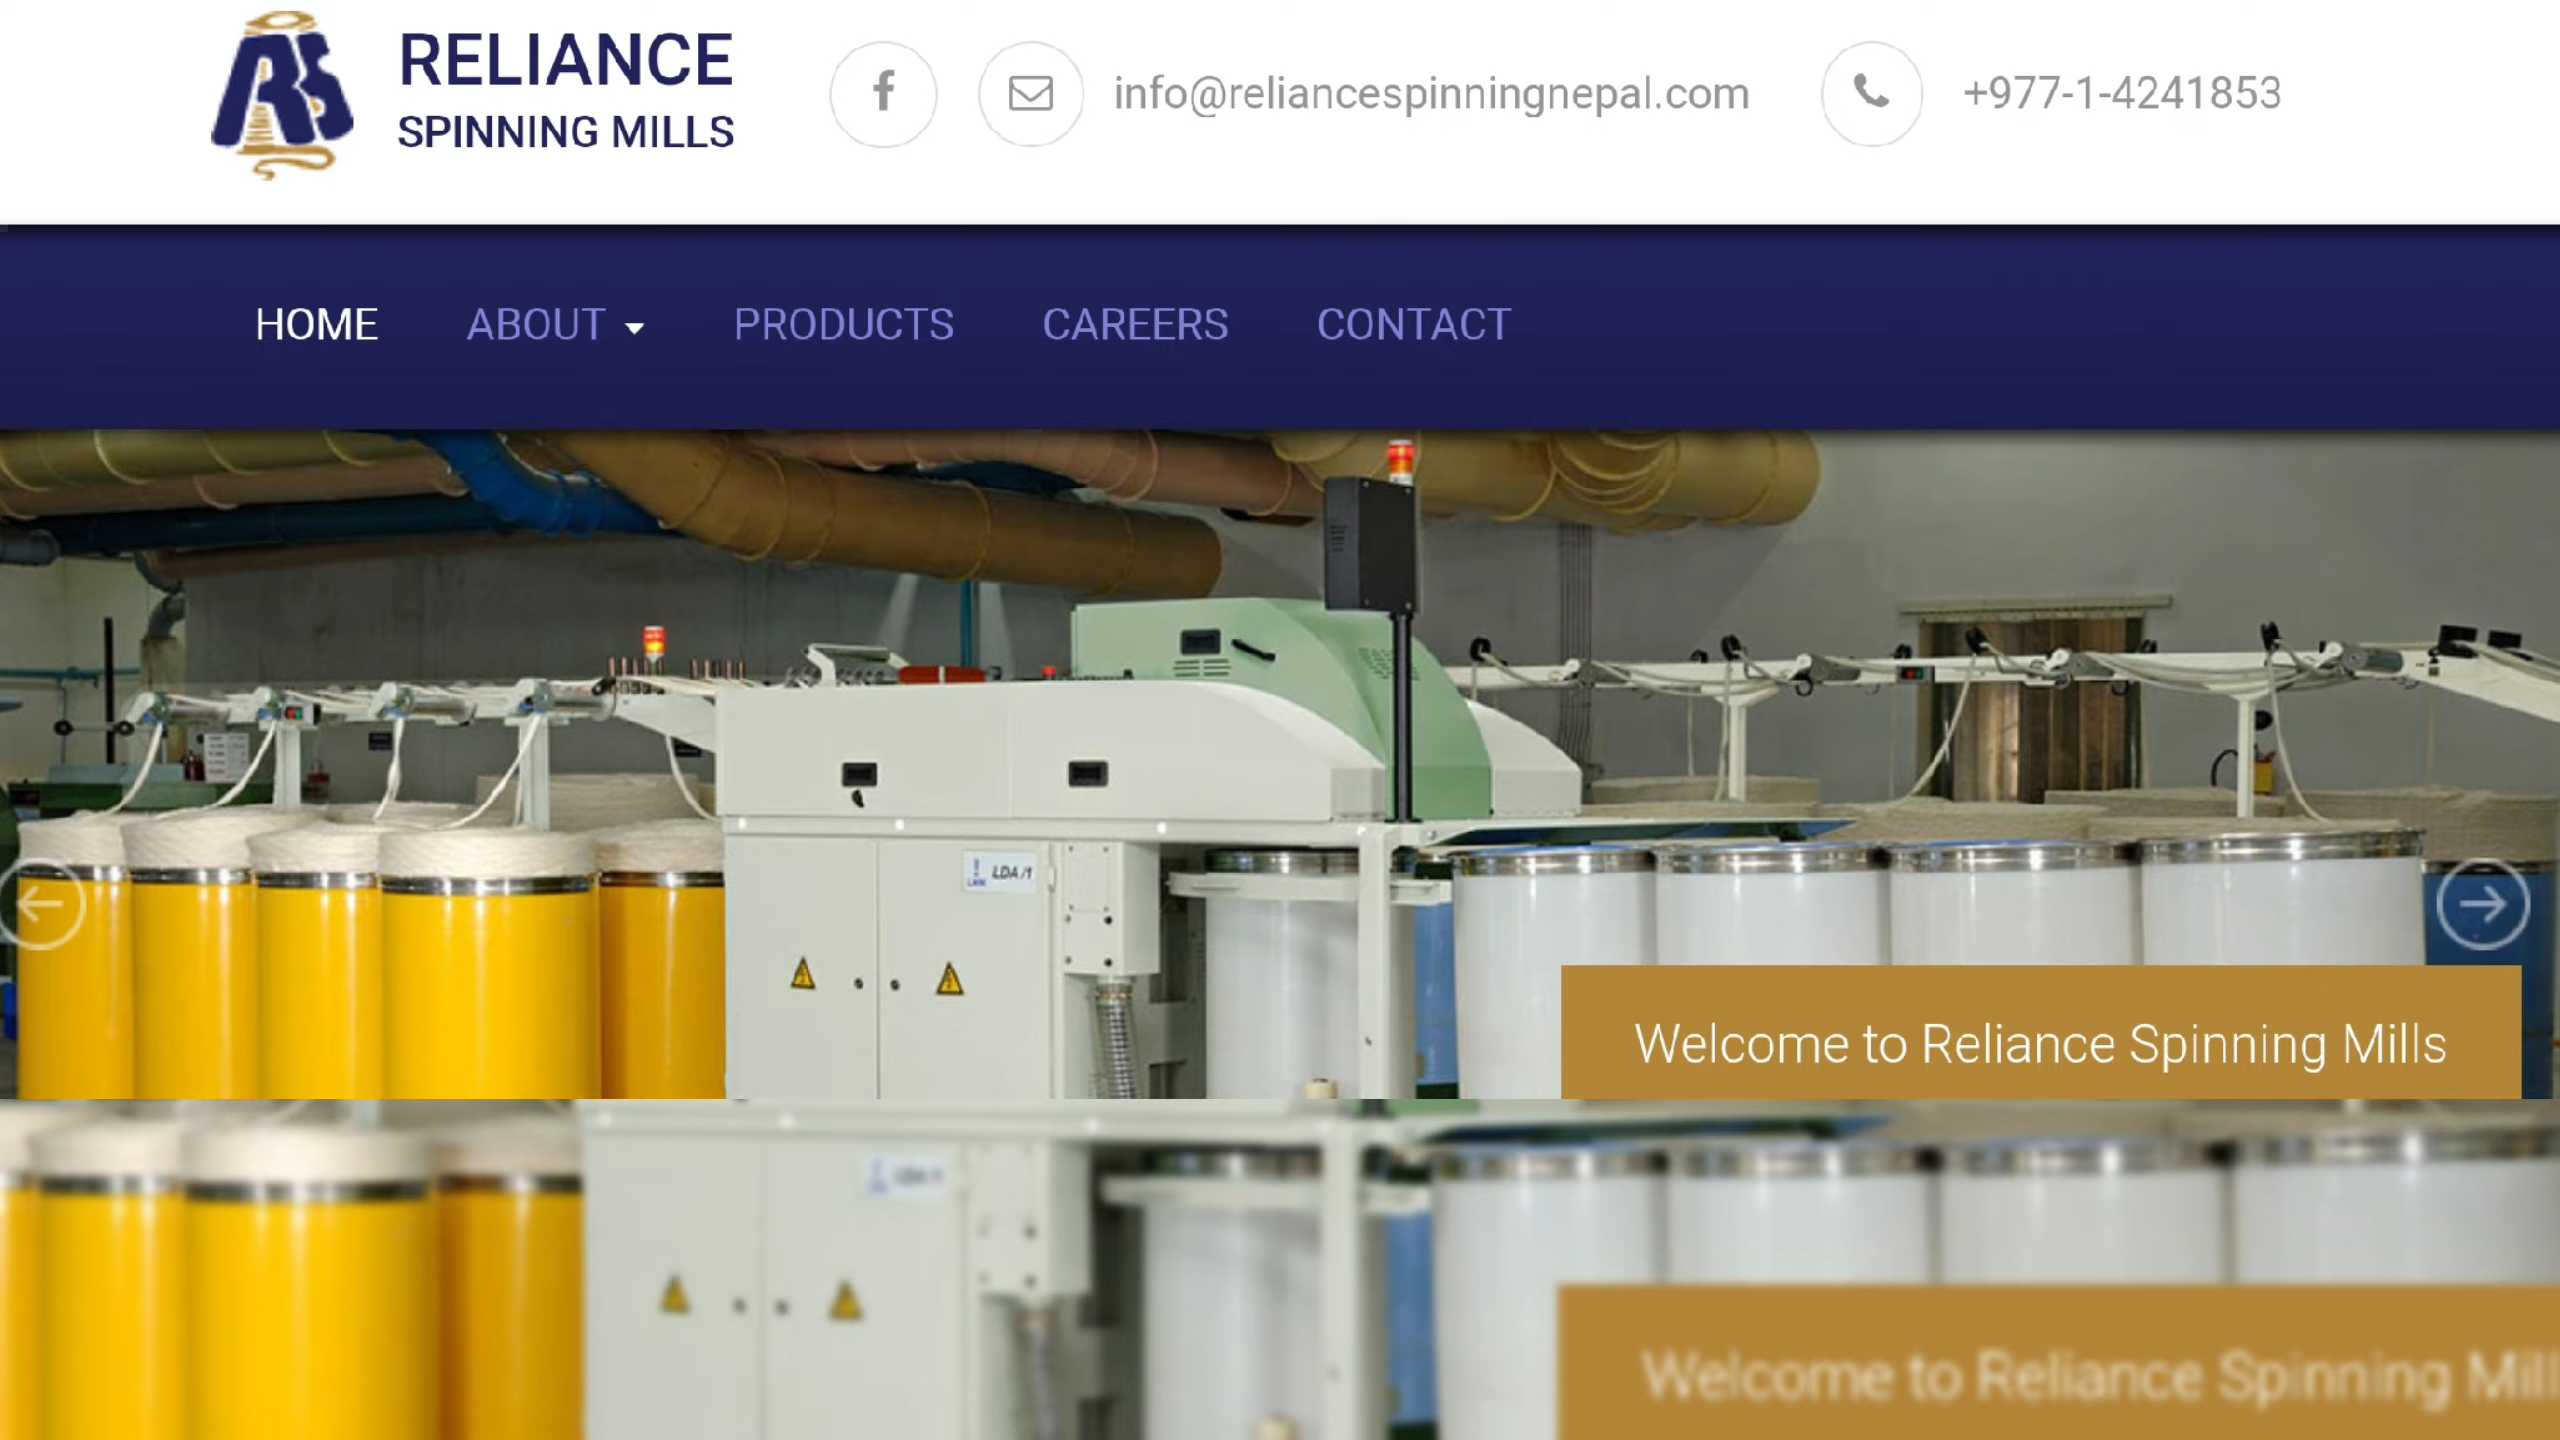 RELIANCE
SPINNING MILLS
info@reliancespinningnepal.com
+977-1-4241853
HOME
ABOUT
PRODUCTS
CAREERS
CONTACT
LDA /1
Welcome to Reliance Spinning Mills
Welcome to Reliance Spinning Mill